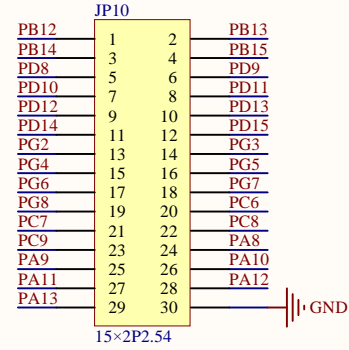 JP10
PB12 1 2 PB13
PB14 3 4 PB15
PD8 5 6 PD9
PD10 7 8 PD11
PD12 9 10 PD13
PD14 11 12 PD15
PG2 13 14 PG3
PG4 15 16 PG5
PG6 17 18 PG7
PG8 19 20 PC6
PC7 21 22 PC8
PC9 23 24 PA8
PA9 25 26 PA10
PA11 27 28 PA12
PA13 29 30 GND
15×2P2.54